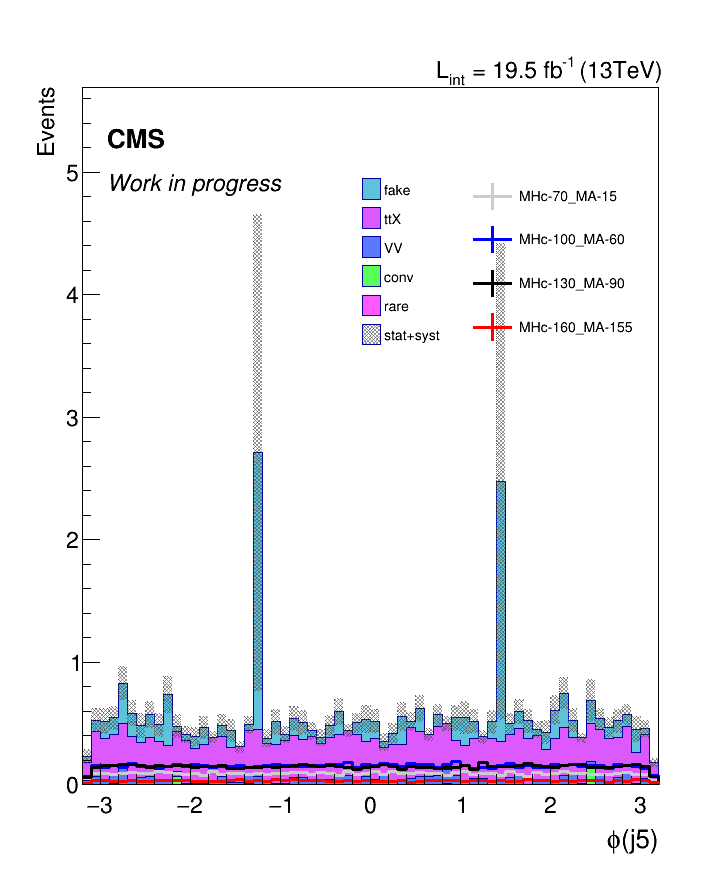 L_int = 19.5 fb^-1 (13TeV)
Events
CMS
Work in progress
fake
ttX
VV
conv
rare
stat+syst
MHc-70_MA-15
MHc-100_MA-60
MHc-130_MA-90
MHc-160_MA-155
5
4
3
2
1
0
−3 −2 −1 0 1 2 3
ϕ(j5)